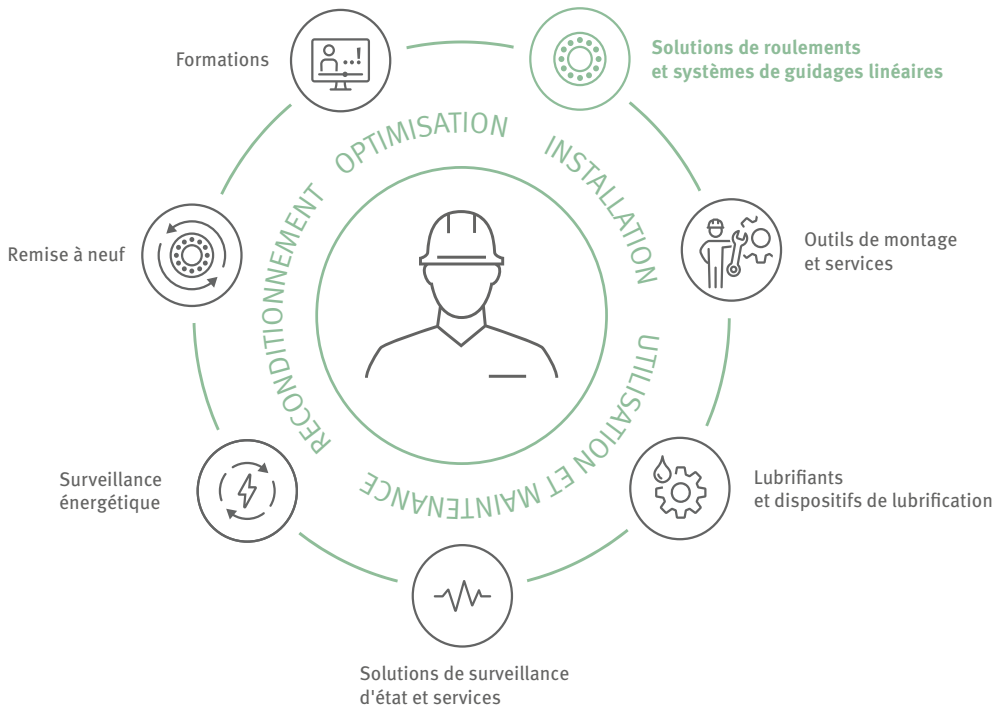 Formations
Solutions de roulements
et systèmes de guidages linéaires
OPTIMISATION
INSTALLATION
Remise à neuf
RECONDITIONNEMENT
Outils de montage
et services
UTILISATION ET MAINTENANCE
Surveillance
énergétique
Lubrifiants
et dispositifs de lubrification
Solutions de surveillance
d'état et services